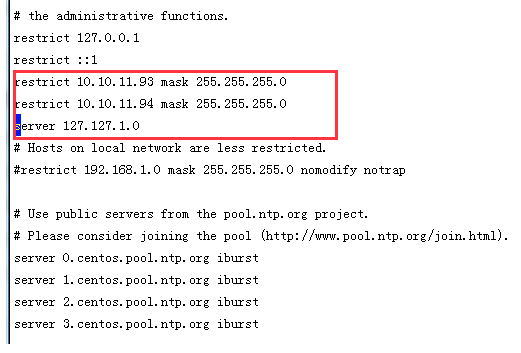 # the administrative functions.
restrict 127.0.0.1
restrict ::1
restrict 10.10.11.93 mask 255.255.255.0
restrict 10.10.11.94 mask 255.255.255.0
server 127.127.1.0
# Hosts on local network are less restricted.
#restrict 192.168.1.0 mask 255.255.255.0 nomodify notrap
# Use public servers from the pool.ntp.org project.
# Please consider joining the pool (http://www.pool.ntp.org/join.html).
server 0.centos.pool.ntp.org iburst
server 1.centos.pool.ntp.org iburst
server 2.centos.pool.ntp.org iburst
server 3.centos.pool.ntp.org iburst